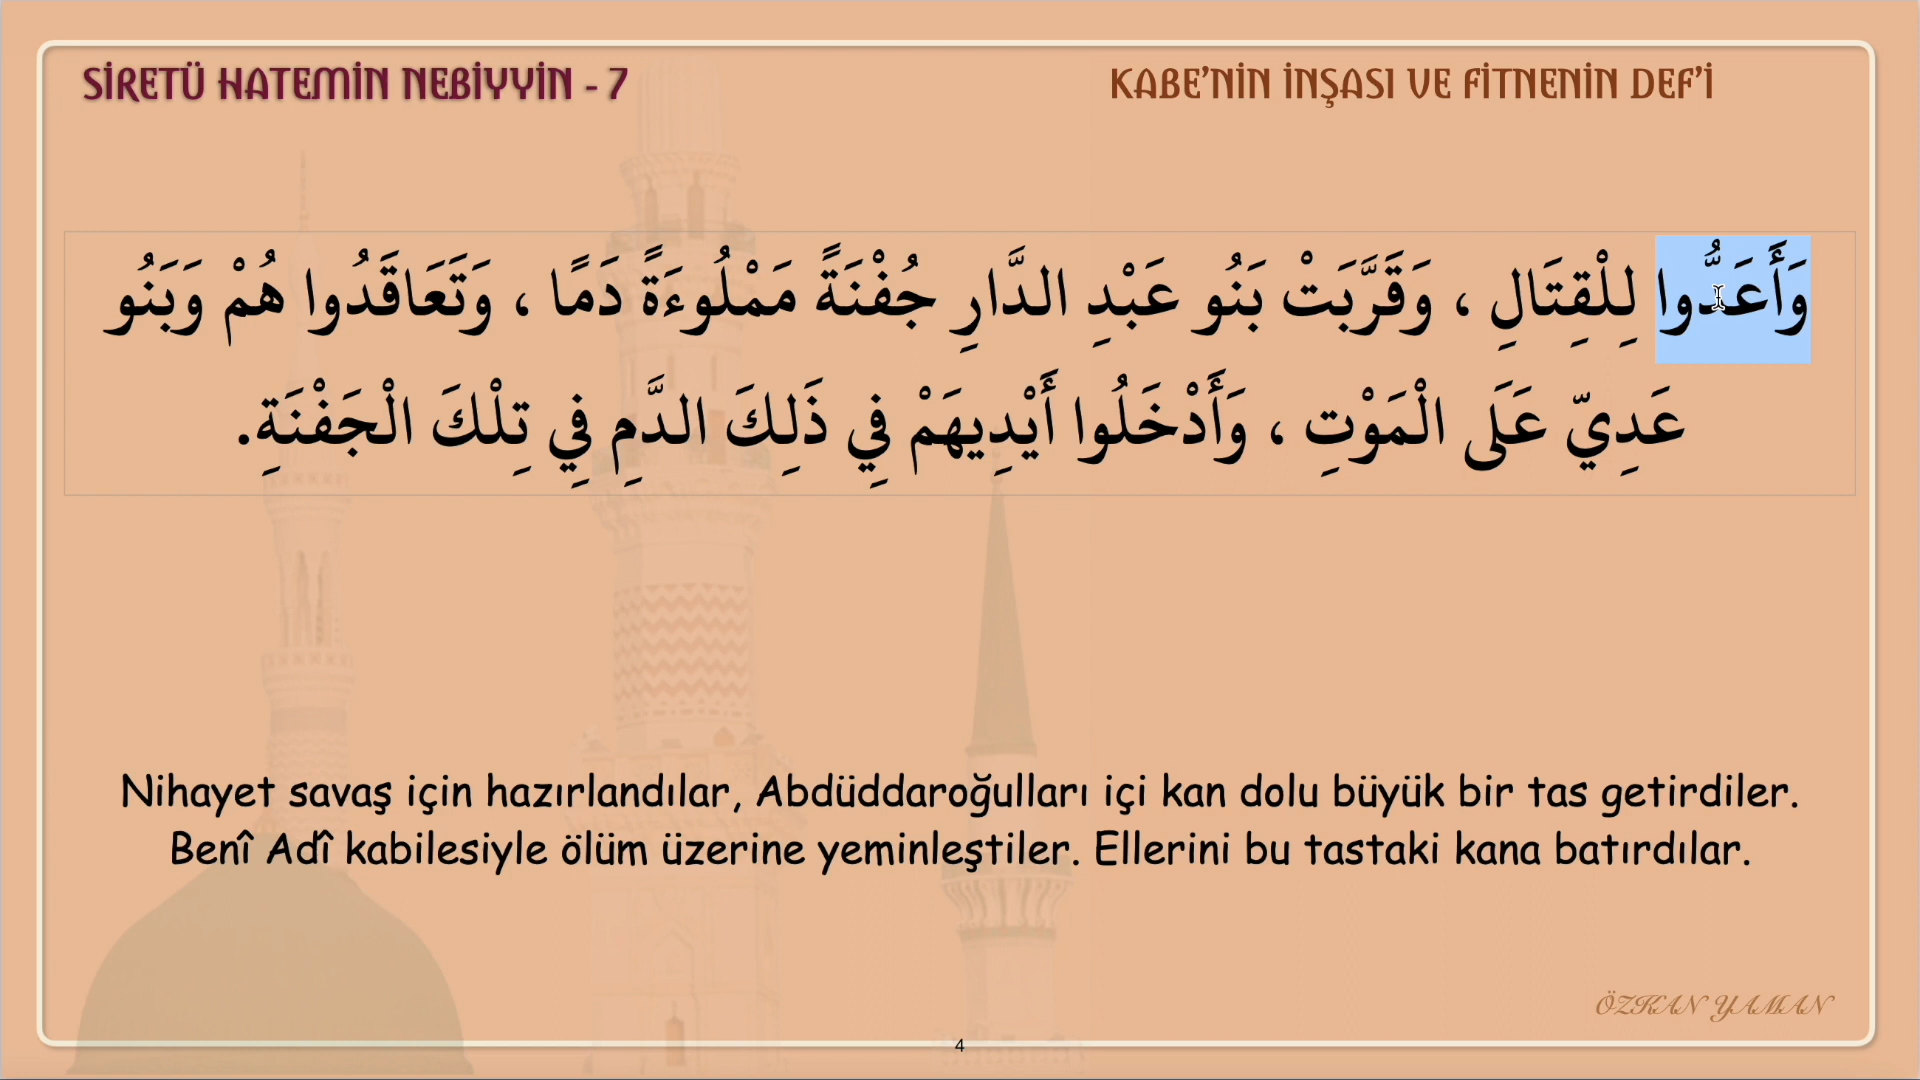 SİRETÜ HATEMİN NEBİYYİN - 7
KABE'NİN İNŞASI VE FİTNENİN DEF'İ
وَأَعَدُّوا لِلْقِتَالِ ، وَقَرَّبَتْ بَنُو عَبْدِ الدَّارِ جُفْنَةً مَمْلُوءَةً دَمًا ، وَتَعَاقَدُوا هُمْ وَبَنُو
عَدِيّ عَلَى الْمَوْتِ ، وَأَدْخَلُوا أَيْدِيهَمْ فِي ذَلِكَ الدَّمِ فِي تِلْكَ الْجَفْنَةِ.
Nihayet savaş için hazırlandılar, Abdüddaroğulları içi kan dolu büyük bir tas getirdiler.
Benî Adî kabilesiyle ölüm üzerine yeminleştiler. Ellerini bu tastaki kana batırdılar.
ÖZKAN YAMAN
4